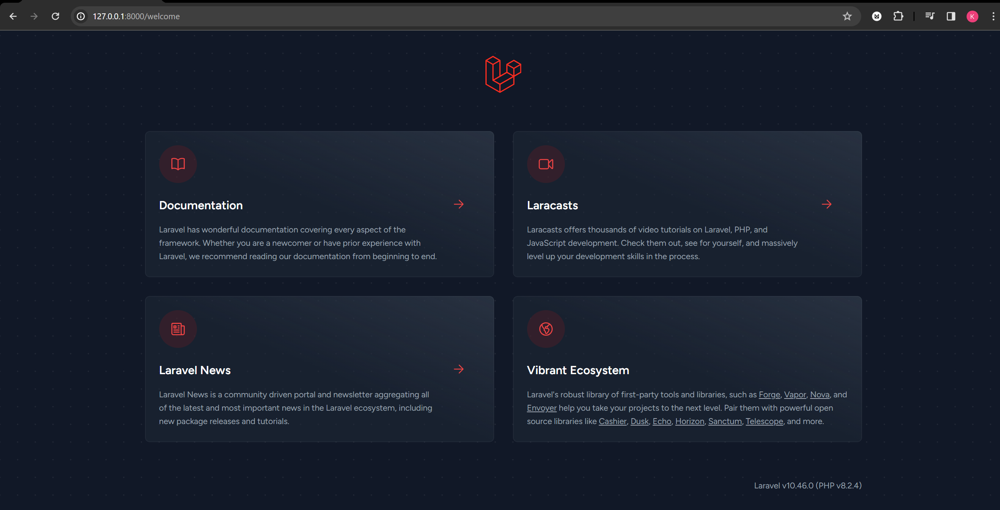 127.0.0.1:8000/welcome
K
Documentation
Laravel has wonderful documentation covering every aspect of the
framework. Whether you are a newcomer or have prior experience with
Laravel, we recommend reading our documentation from beginning to end.
Laracasts
Laracasts offers thousands of video tutorials on Laravel, PHP, and
JavaScript development. Check them out, see for yourself, and massively
level up your development skills in the process.
Laravel News
Laravel News is a community driven portal and newsletter aggregating all
of the latest and most important news in the Laravel ecosystem, including
new package releases and tutorials.
Vibrant Ecosystem
Laravel's robust library of first-party tools and libraries, such as Forge, Vapor, Nova, and
Envoyer help you take your projects to the next level. Pair them with powerful open
source libraries like Cashier, Dusk, Echo, Horizon, Sanctum, Telescope, and more.
Laravel v10.46.0 (PHP v8.2.4)